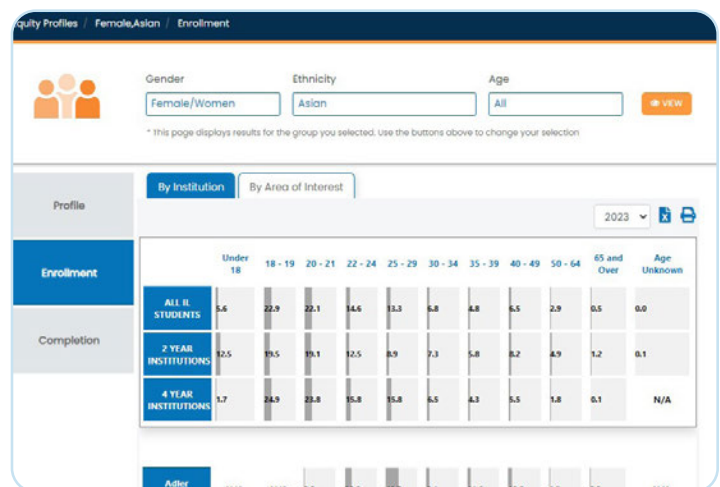 quity Profiles / Female,Asian / Enrollment
Gender Ethnicity Age
Female/Women Asian All VIEW
* This page displays results for the group you selected. Use the buttons above to change your selection
Profile
Enrollment
Completion
By Institution By Area of Interest
2023
Under 18 18 - 19 20 - 21 22 - 24 25 - 29 30 - 34 35 - 39 40 - 49 50 - 64 65 and Over Age Unknown
ALL IL STUDENTS 5.6 22.9 22.1 14.6 13.3 6.8 4.8 6.5 2.9 0.5 0.0
2 YEAR INSTITUTIONS 12.5 19.5 19.1 12.5 8.9 7.3 5.8 8.2 4.9 1.2 0.1
4 YEAR INSTITUTIONS 1.7 24.9 23.8 15.8 15.8 6.5 4.3 5.5 1.8 0.1 N/A
Adler